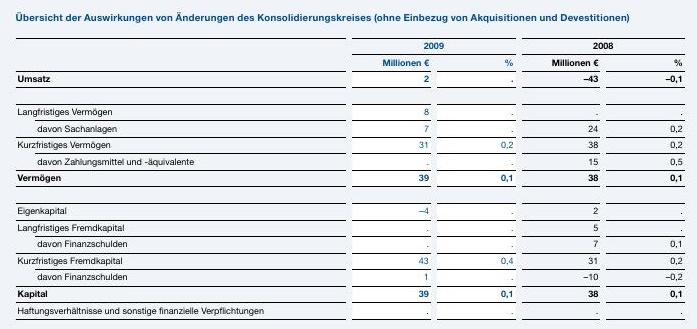 Übersicht der Auswirkungen von Änderungen des Konsolidierungskreises (ohne Einbezug von Akquisitionen und Devestitionen)
2009 2008
Millionen € % Millionen € %
Umsatz 2 . –43 –0,1
Langfristiges Vermögen 8 . . .
davon Sachanlagen 7 . 24 0,2
Kurzfristiges Vermögen 31 0,2 38 0,2
davon Zahlungsmittel und -äquivalente . . 15 0,5
Vermögen 39 0,1 38 0,1
Eigenkapital –4 . 2 .
Langfristiges Fremdkapital . . 5 .
davon Finanzschulden . . 7 0,1
Kurzfristiges Fremdkapital 43 0,4 31 0,2
davon Finanzschulden 1 . –10 –0,2
Kapital 39 0,1 38 0,1
Haftungsverhältnisse und sonstige finanzielle Verpflichtungen . . . .